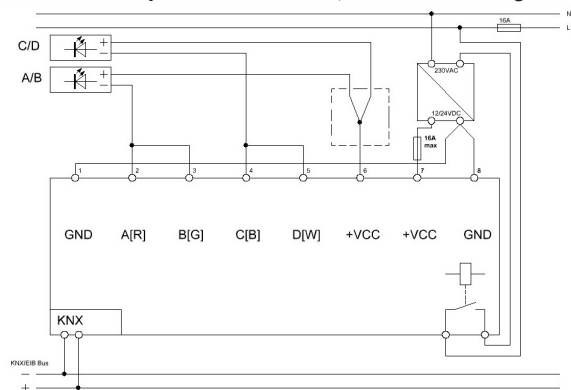 N
16A
L
C/D
+
−
A/B
+
−
230VAC
12/24VDC
16A
max
1 2 3 4 5 6 7 8
GND A[R] B[G] C[B] D[W] +VCC +VCC GND
KNX
KNX/EIB Bus
−
+